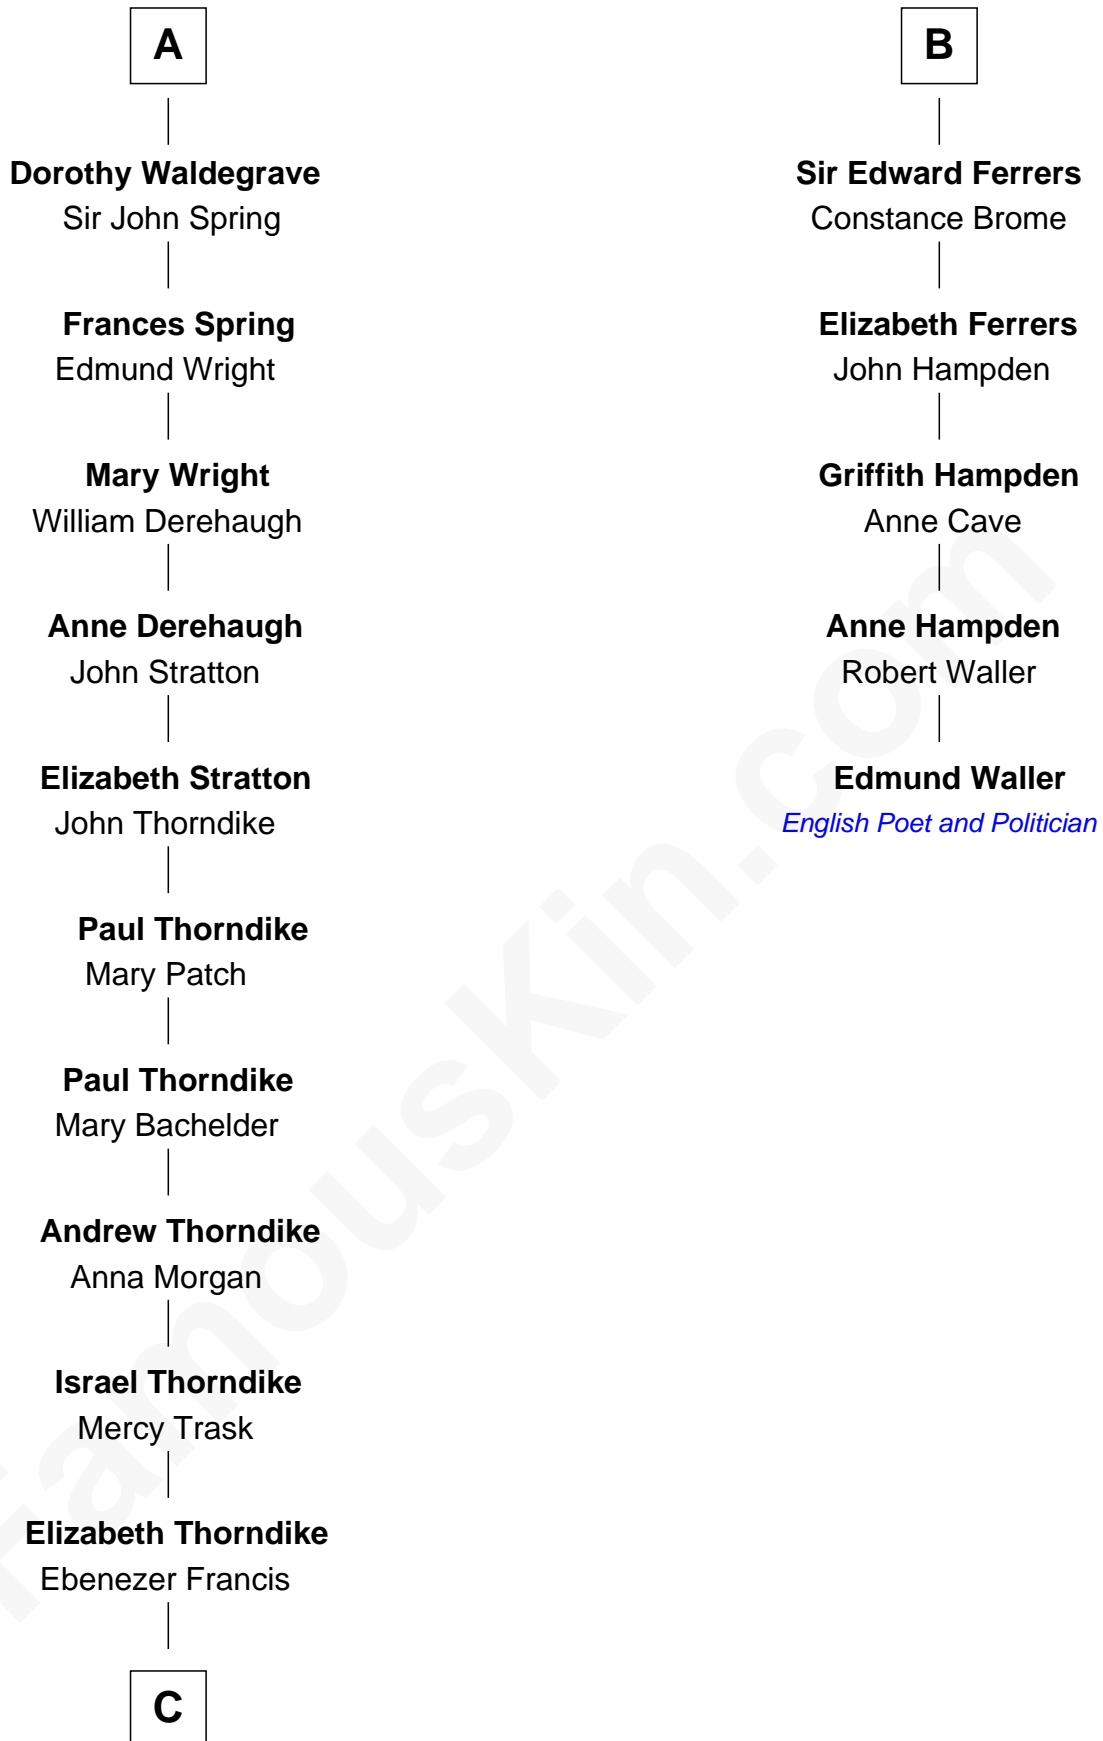 A
Dorothy Waldegrave
Sir John Spring
Frances Spring
Edmund Wright
Mary Wright
William Derehaugh
Anne Derehaugh
John Stratton
Elizabeth Stratton
John Thorndike
Paul Thorndike
Mary Patch
Paul Thorndike
Mary Bachelder
Andrew Thorndike
Anna Morgan
Israel Thorndike
Mercy Trask
Elizabeth Thorndike
Ebenezer Francis
C
B
Sir Edward Ferrers
Constance Brome
Elizabeth Ferrers
John Hampden
Griffith Hampden
Anne Cave
Anne Hampden
Robert Waller
Edmund Waller
English Poet and Politician
FamousKin.com